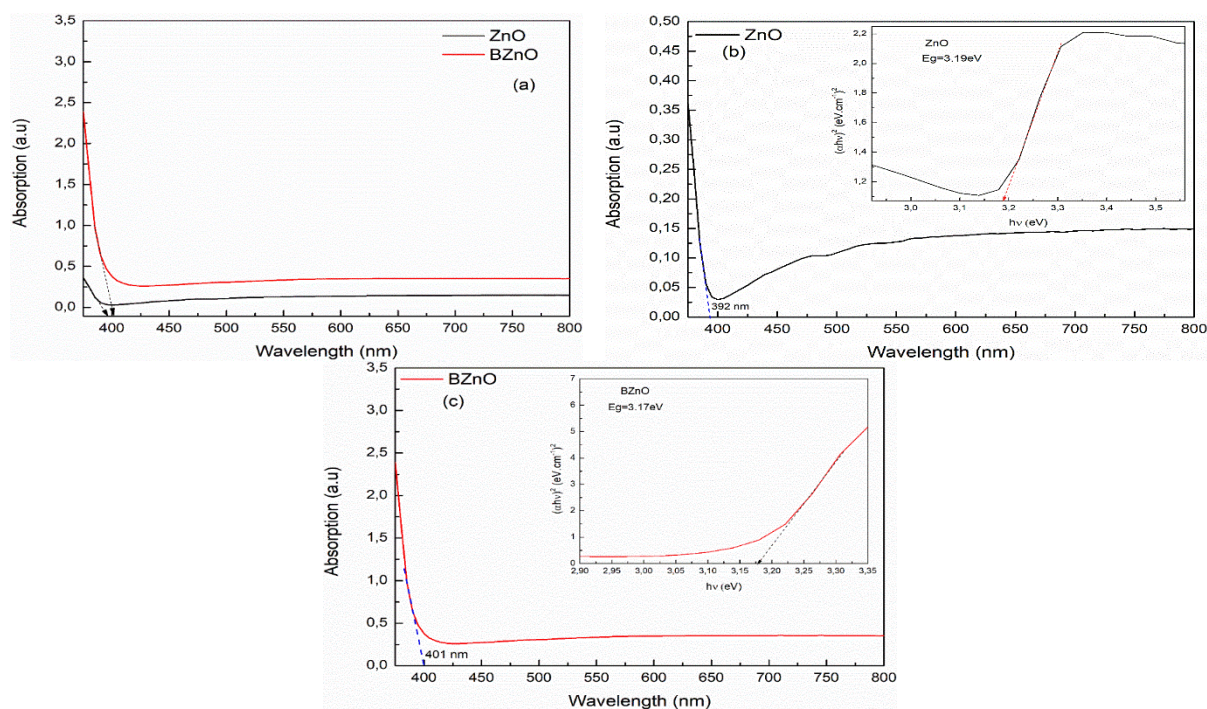 3,5
3,0
2,5
2,0
1,5
1,0
0,5
0,0
Absorption (a.u)
ZnO
BZnO
(a)
400 450 500 550 600 650 700 750 800
Wavelength (nm)
0,50
0,45
0,40
0,35
0,30
0,25
0,20
0,15
0,10
0,05
0,00
Absorption (a.u)
ZnO
(b)
392 nm
400 450 500 550 600 650 700 750 800
Wavelength (nm)
2,2
2,0
1,8
1,6
1,4
1,2
(αhν)² (eV.cm⁻¹)²
ZnO
Eg=3.19eV
3,0 3,1 3,2 3,3 3,4 3,5
hν (eV)
3,5
3,0
2,5
2,0
1,5
1,0
0,5
0,0
Absorption (a.u)
BZnO
(c)
401 nm
400 450 500 550 600 650 700 750 800
Wavelength (nm)
7
6
5
4
3
2
1
0
(αhν)² (eV.cm⁻¹)²
BZnO
Eg=3.17eV
2,90 2,95 3,00 3,05 3,10 3,15 3,20 3,25 3,30 3,35
hν (eV)